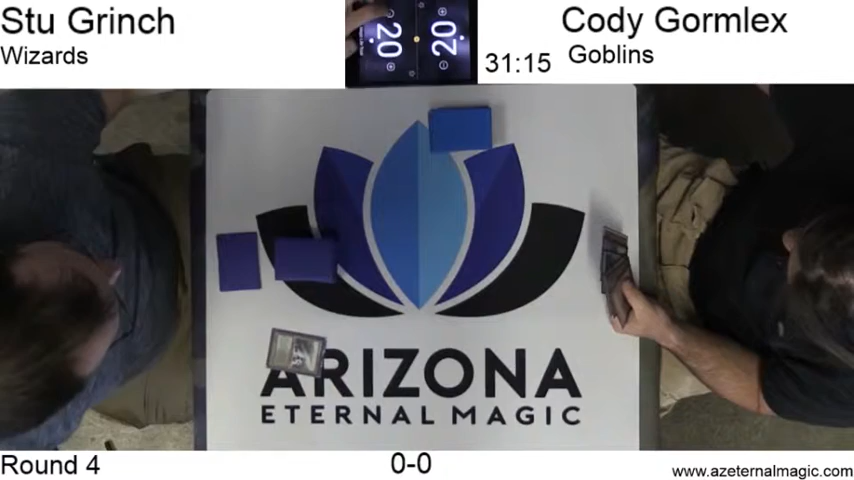 Stu Grinch
Wizards
20
20
31:15
Cody Gormlex
Goblins
ARIZONA
ETERNAL MAGIC
Round 4
0-0
www.azeternalmagic.com